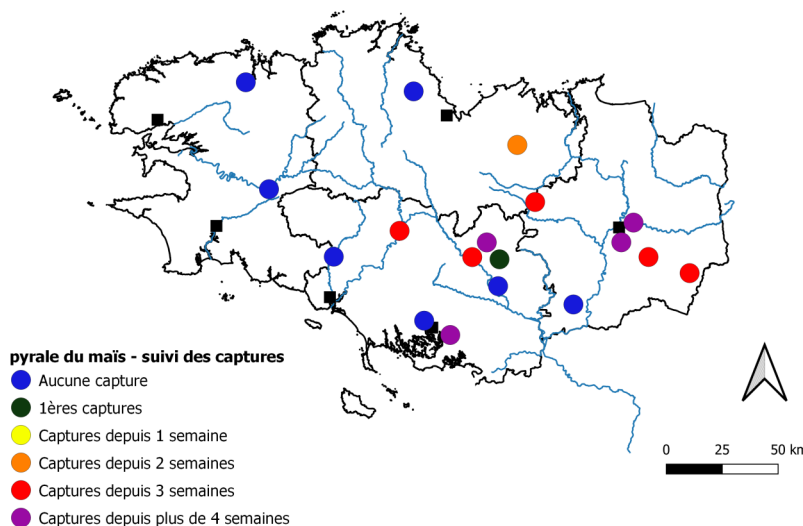 pyrale du maïs - suivi des captures
Aucune capture
1ères captures
Captures depuis 1 semaine
Captures depuis 2 semaines
Captures depuis 3 semaines
Captures depuis plus de 4 semaines
0 25 50 km